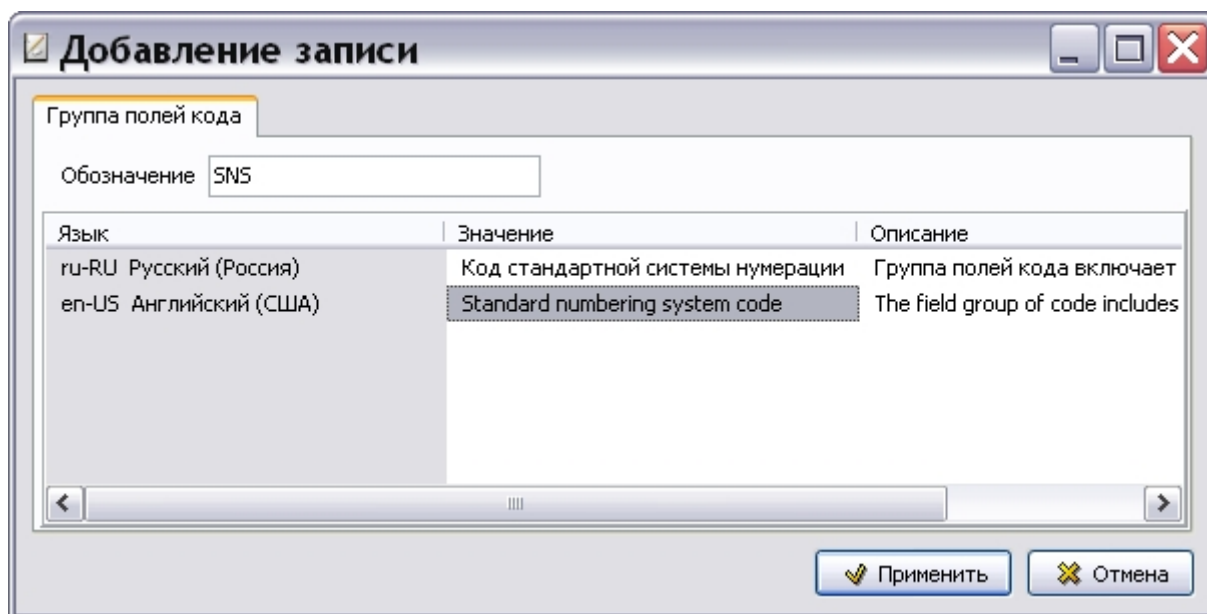 Добавление записи
Группа полей кода
Обозначение SNS
Язык Значение Описание
ru-RU Русский (Россия) Код стандартной системы нумерации Группа полей кода включает
en-US Английский (США) Standard numbering system code The field group of code includes
Применить Отмена